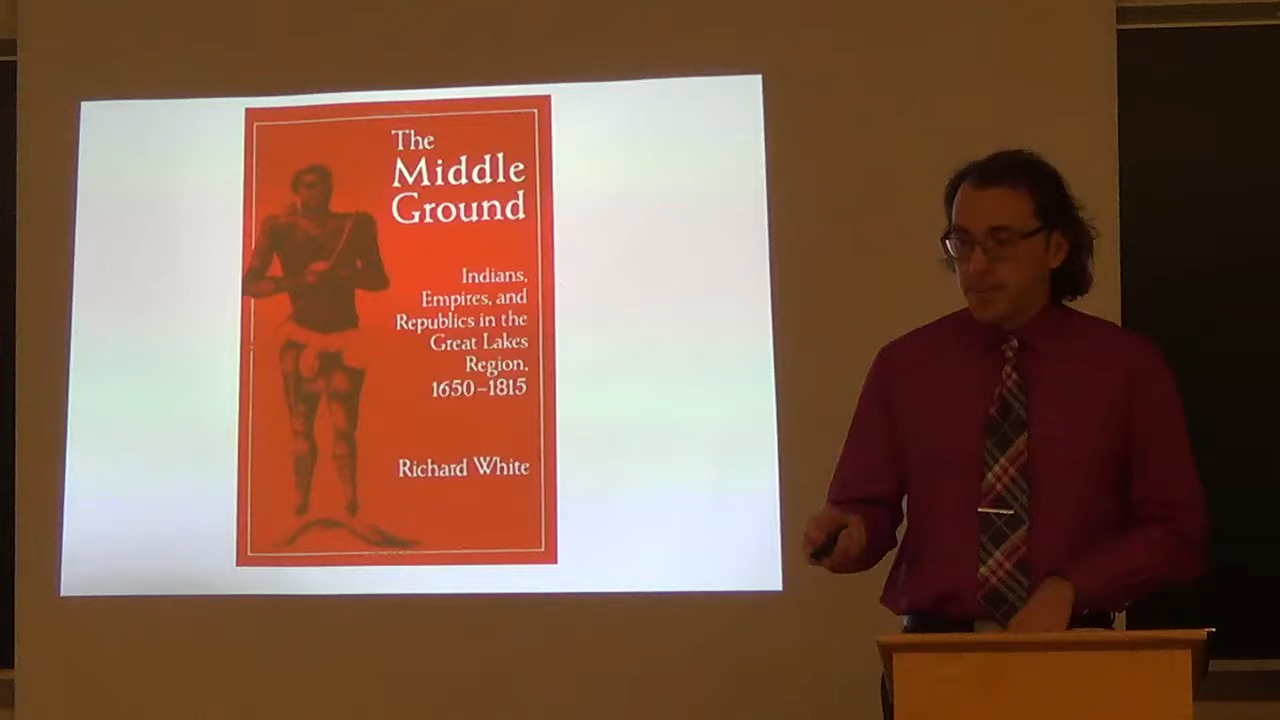 The
Middle
Ground
Indians,
Empires, and
Republics in the
Great Lakes
Region,
1650–1815
Richard White